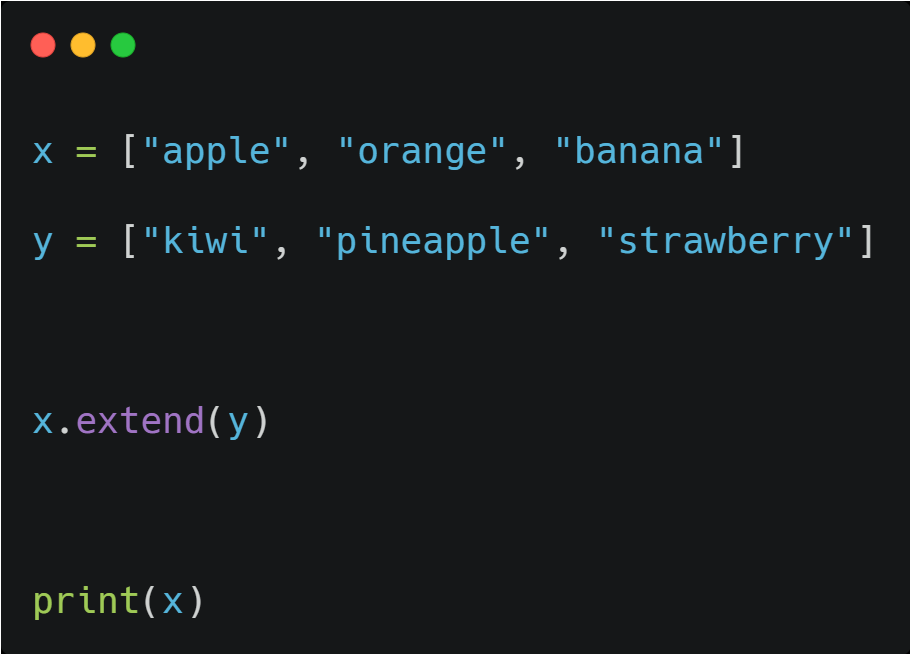 x = ["apple", "orange", "banana"]
y = ["kiwi", "pineapple", "strawberry"]
x.extend(y)
print(x)